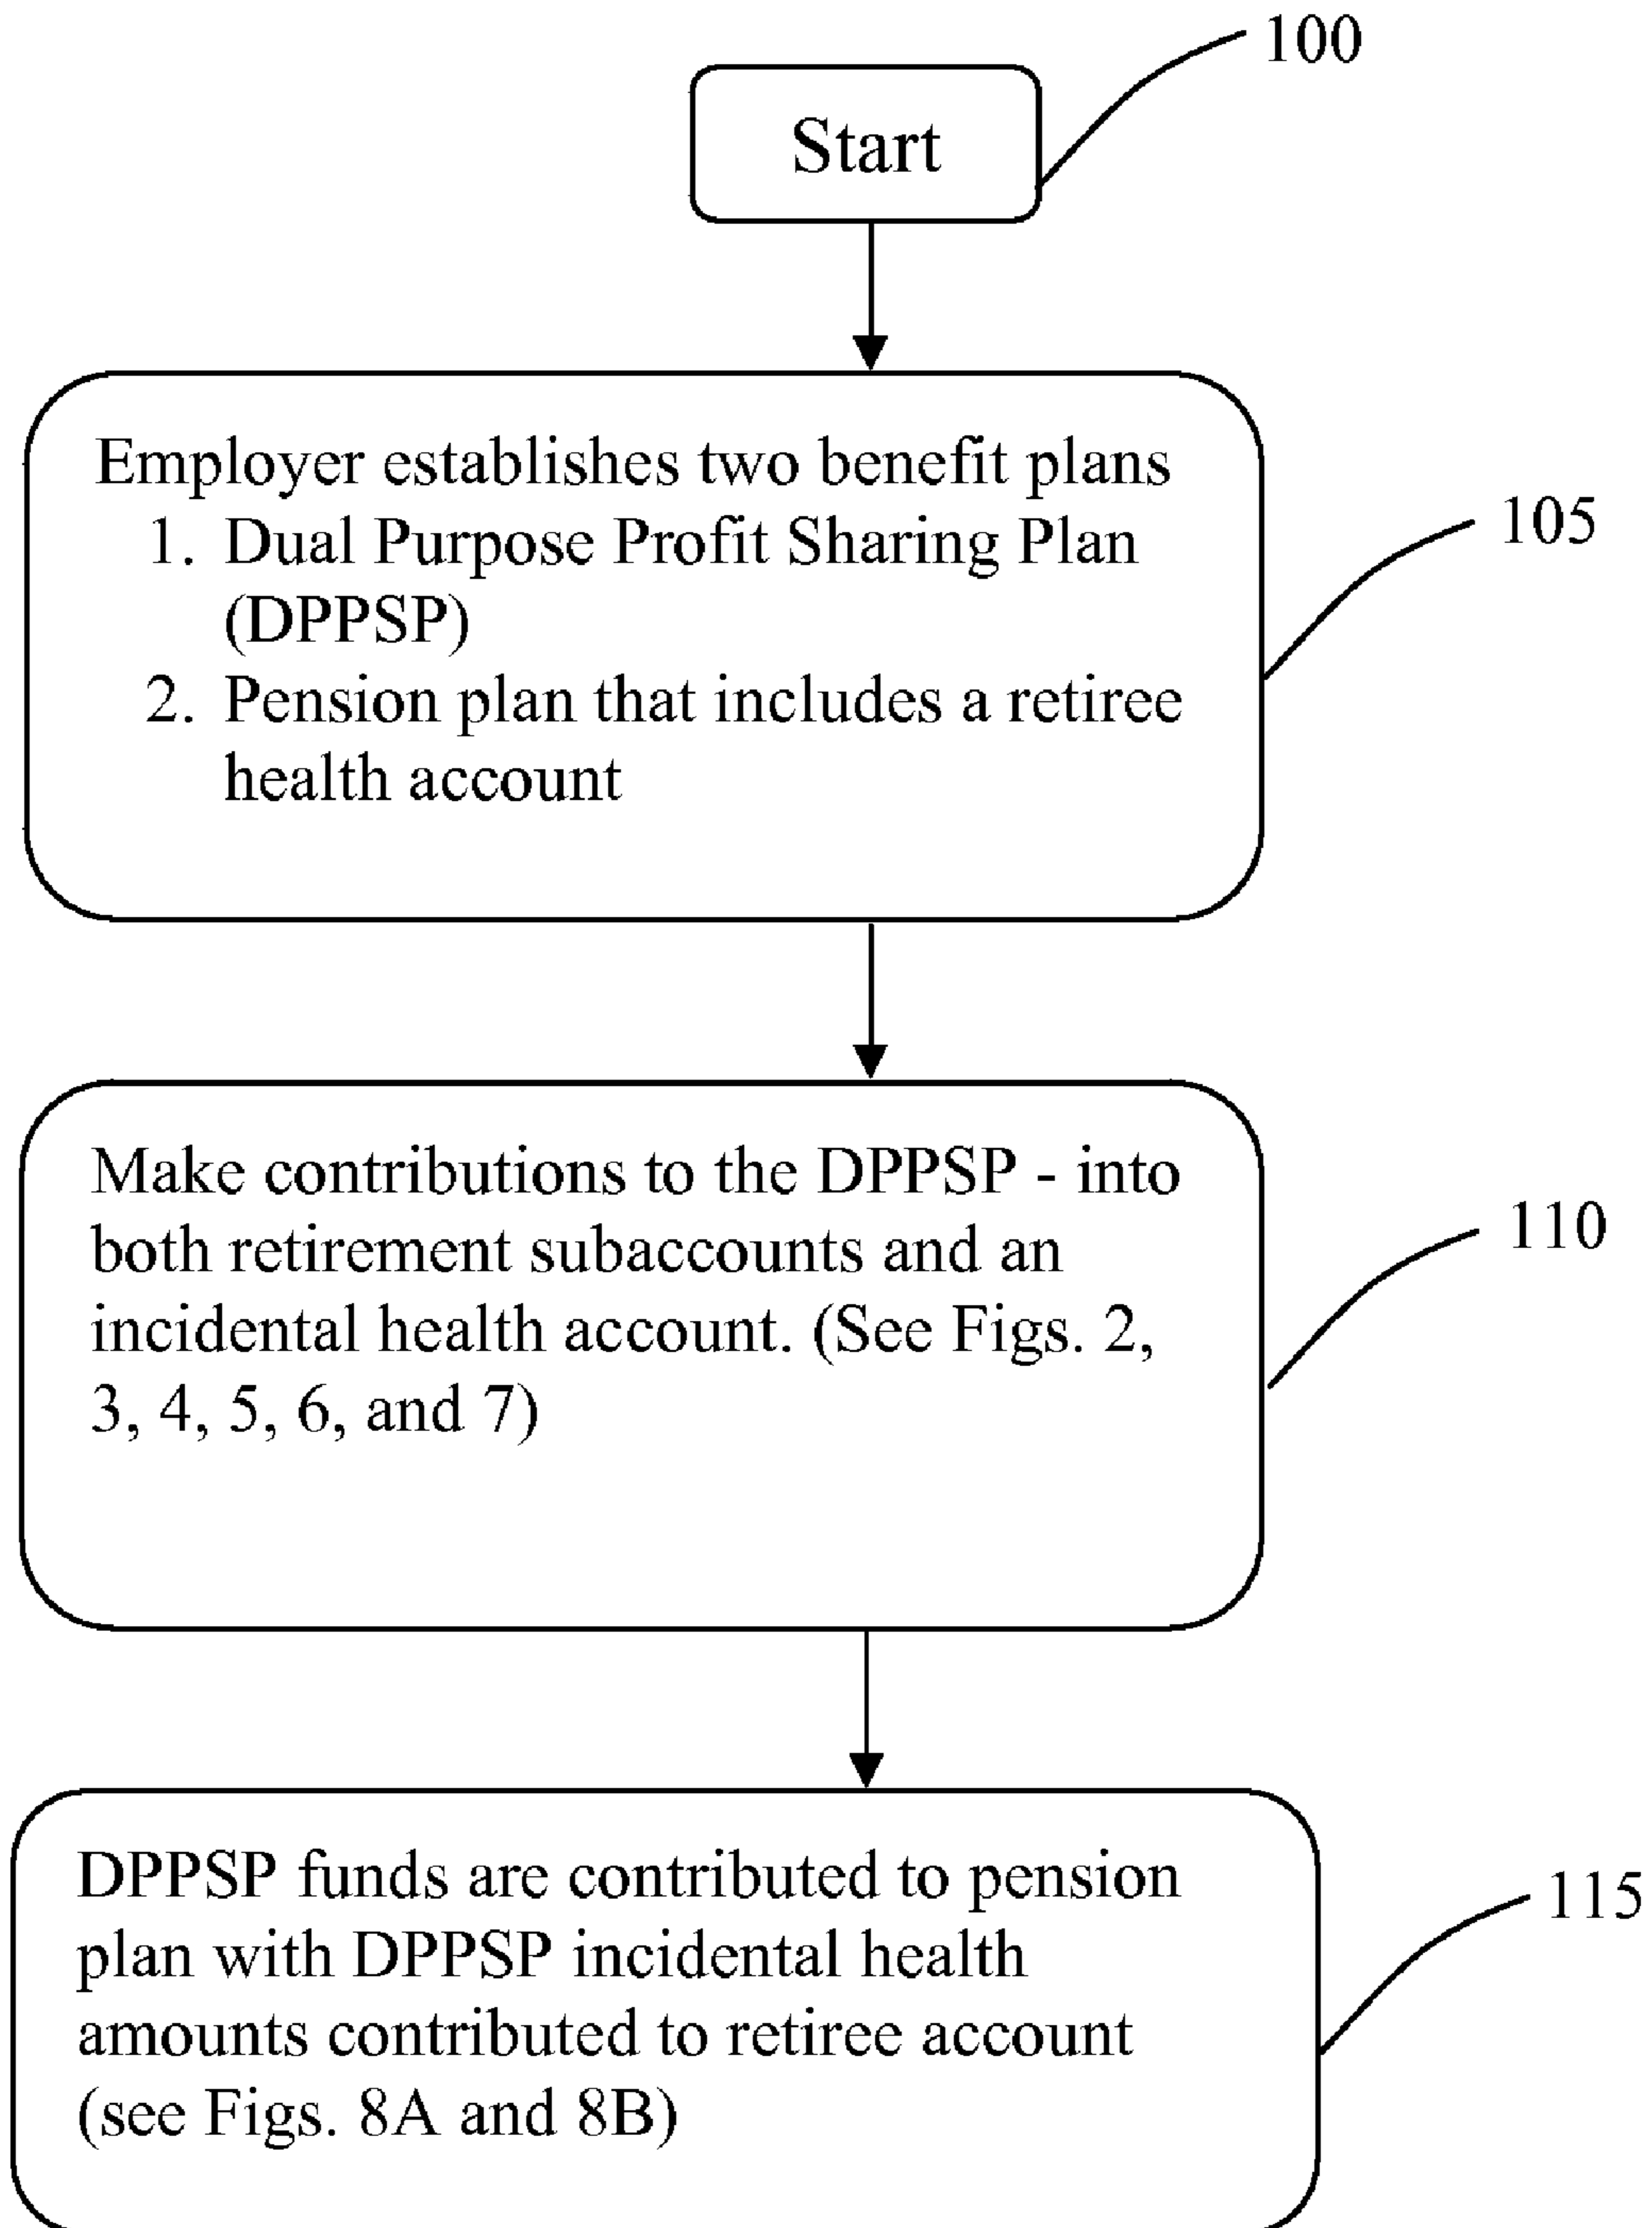 100
Start
Employer establishes two benefit plans
1. Dual Purpose Profit Sharing Plan
(DPPSP)
105
2. Pension plan that includes a retiree
health account
Make contributions to the DPPSP - into
both retirement subaccounts and an
110
incidental health account. (See Figs. 2,
3, 4, 5, 6, and 7)
DPPSP funds are contributed to pension
115
plan with DPPSP incidental health
amounts contributed to retiree account
(see Figs. 8A and 8B)